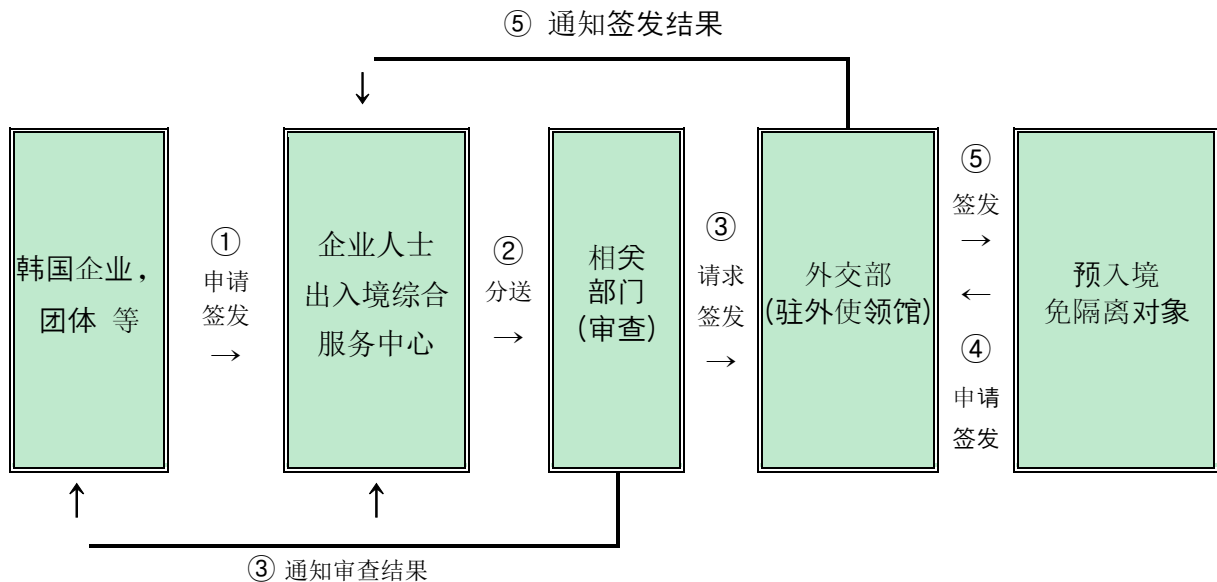 ⑤ 通知签发结果
↓
韩国企业，
团体 等
①
申请
签发
→
企业人士
出入境综合
服务中心
②
分送
→
相关
部门
(审查)
③
请求
签发
→
外交部
(驻外使领馆)
⑤
签发
→
←
④
申请
签发
预入境
免隔离对象
↑ ↑
③ 通知审查结果